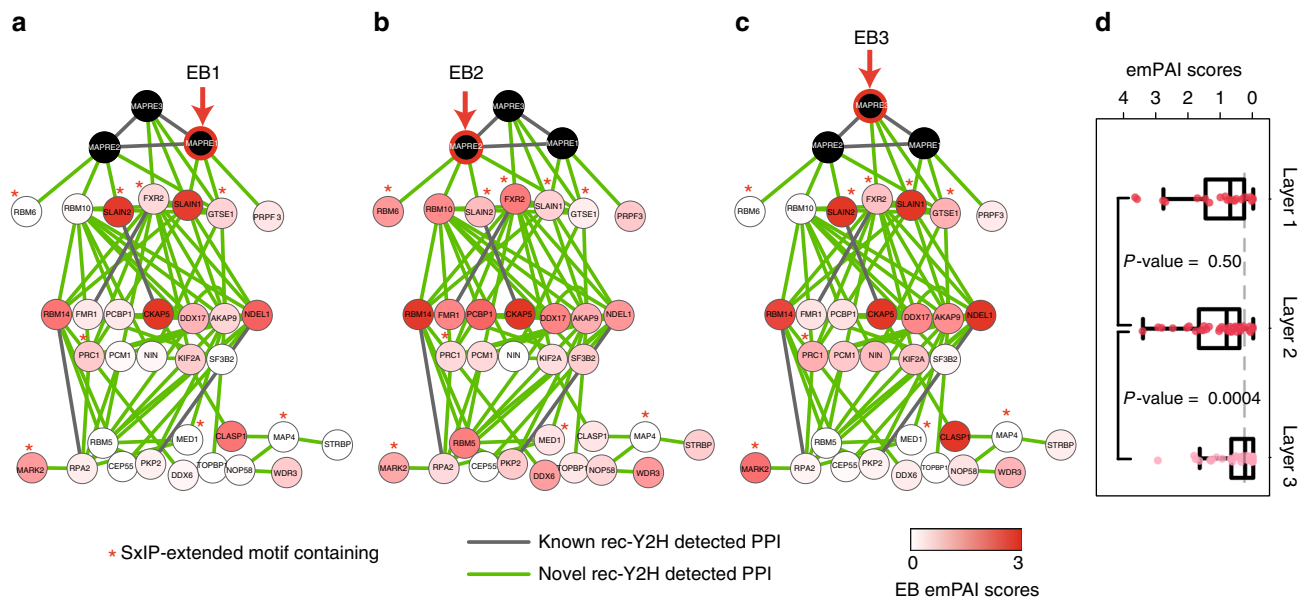 a
b
c
d
EB1
EB2
EB3
emPAI scores
4 3 2 1 0
MAPRE3
MAPRE2
MAPRE1
*
*
*
*
*
RBM6
RBM10
SLAIN2
FXR2
SLAIN1
GTSE1
PRPF3
RBM14
FMR1
PCBP1
CKAP5
DDX17
AKAP9
NDEL1
*
PRC1
PCM1
NIN
KIF2A
SF3B2
*
*
*
MARK2
RPA2
RBM5
CEP55
PKP2
MED1
DDX6
TOPBP1
CLASP1
NOP58
MAP4
WDR3
STRBP
MAPRE3
MAPRE2
MAPRE1
*
*
*
*
*
RBM6
RBM10
SLAIN2
FXR2
SLAIN1
GTSE1
PRPF3
RBM14
FMR1
PCBP1
CKAP5
DDX17
AKAP9
NDEL1
*
PRC1
PCM1
NIN
KIF2A
SF3B2
*
*
*
MARK2
RPA2
RBM5
CEP55
PKP2
MED1
DDX6
TOPBP1
CLASP1
NOP58
MAP4
WDR3
STRBP
MAPRE3
MAPRE2
MAPRE1
*
*
*
*
*
RBM6
RBM10
SLAIN2
FXR2
SLAIN1
GTSE1
PRPF3
RBM14
FMR1
PCBP1
CKAP5
DDX17
AKAP9
NDEL1
*
PRC1
PCM1
NIN
KIF2A
SF3B2
*
*
*
MARK2
RPA2
RBM5
CEP55
PKP2
MED1
DDX6
TOPBP1
CLASP1
NOP58
MAP4
WDR3
STRBP
Layer 1
P-value = 0.50
Layer 2
P-value = 0.0004
Layer 3
* SxIP-extended motif containing
Known rec-Y2H detected PPI
Novel rec-Y2H detected PPI
0 3
EB emPAI scores